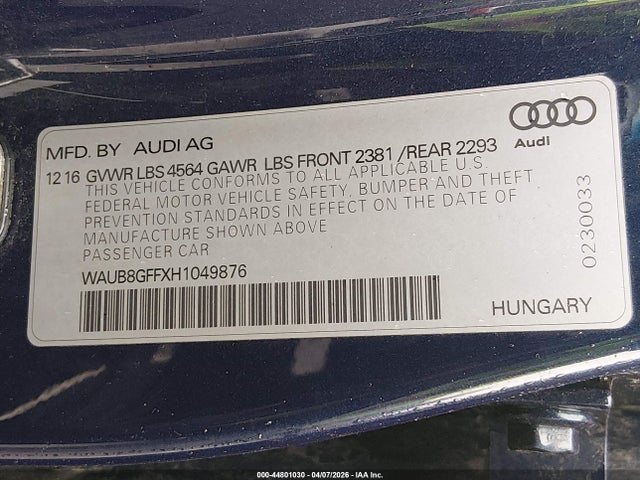 MFD. BY AUDI AG
Audi
12 16 GVWR LBS 4564 GAWR LBS FRONT 2381 /REAR 2293
THIS VEHICLE CONFORMS TO ALL APPLICABLE U.S.
FEDERAL MOTOR VEHICLE SAFETY, BUMPER AND THEFT
PREVENTION STANDARDS IN EFFECT ON THE DATE OF
MANUFACTURE SHOWN ABOVE
PASSENGER CAR
0230033
WAUB8GFFXH1049876
HUNGARY
000-44801030 - 04/07/2026 - IAA Inc.